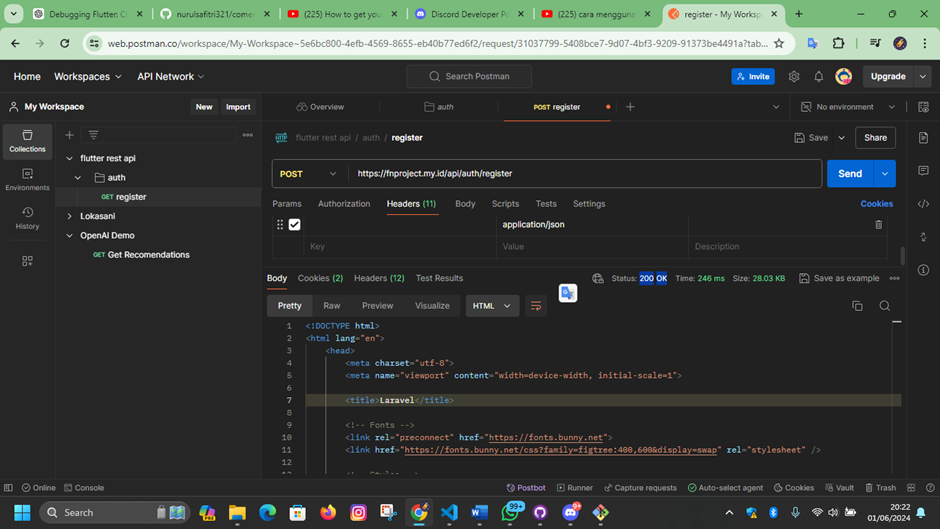 Debugging Flutter: C
nurulsafitri321/comer
(225) How to get your
Discord Developer Po
(225) cara mengguna
register - My Worksp
web.postman.co/workspace/My-Workspace~5e6bc800-4efb-4569-8655-eb40b77ed6f2/request/31037799-5408bce7-9d07-4bf3-9209-91373be4491a?tab...
Home Workspaces API Network Search Postman Invite Upgrade
My Workspace New Import Overview auth POST register No environment
Collections
Environments
History
flutter rest api
auth
GET register
Lokasani
OpenAI Demo
GET Get Recomendations
HTTP flutter rest api / auth / register Save Share
POST https://fnproject.my.id/api/auth/register Send
Params Authorization Headers (11) Body Scripts Tests Settings Cookies
application/json
Key Value Description
Body Cookies (2) Headers (12) Test Results Status: 200 OK Time: 246 ms Size: 28.03 KB Save as example
Pretty Raw Preview Visualize HTML
1 <!DOCTYPE html>
2 <html lang="en">
3 <head>
4 <meta charset="utf-8">
5 <meta name="viewport" content="width=device-width, initial-scale=1">
6
7 <title>Laravel</title>
8
9 <!-- Fonts -->
10 <link rel="preconnect" href="https://fonts.bunny.net">
11 <link href="https://fonts.bunny.net/css?family=figtree:400,600&display=swap" rel="stylesheet" />
12
Online Console Postbot Runner Capture requests Auto-select agent Cookies Vault Trash
Search 99+ 9+ 20:22
01/06/2024